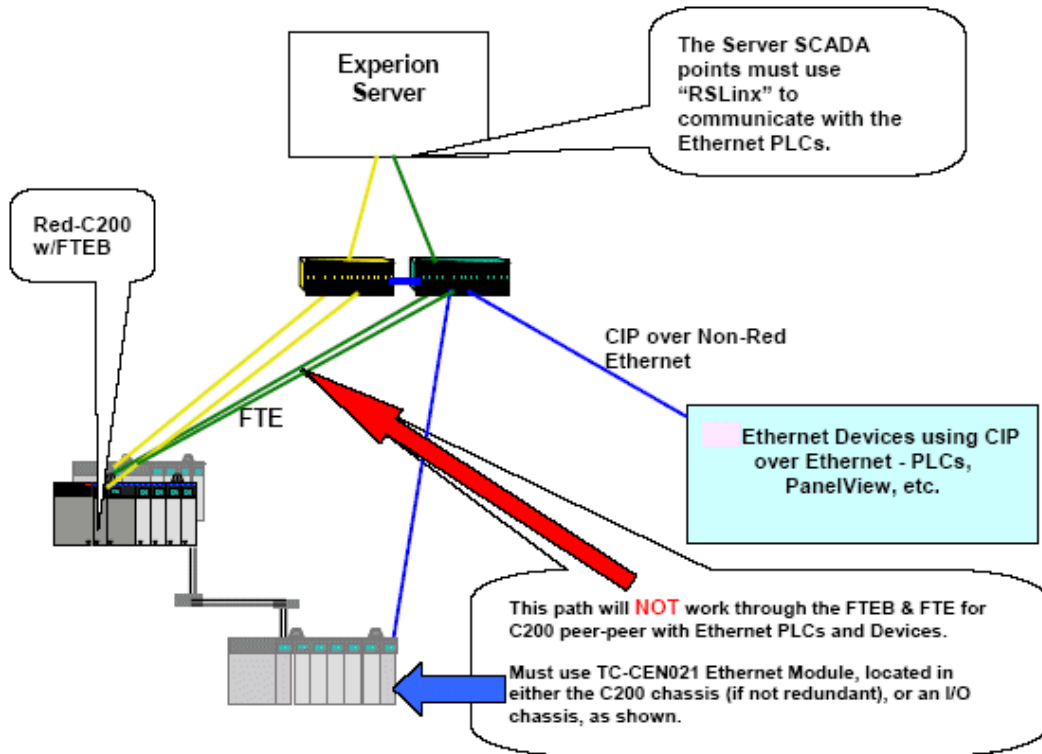 Experion
Server
The Server SCADA
points must use
“RSLinx” to
communicate with the
Ethernet PLCs.
Red-C200
w/FTEB
CIP over Non-Red
Ethernet
FTE
Ethernet Devices using CIP
over Ethernet - PLCs,
PanelView, etc.
This path will NOT work through the FTEB & FTE for
C200 peer-peer with Ethernet PLCs and Devices.
Must use TC-CEN021 Ethernet Module, located in
either the C200 chassis (if not redundant), or an I/O
chassis, as shown.